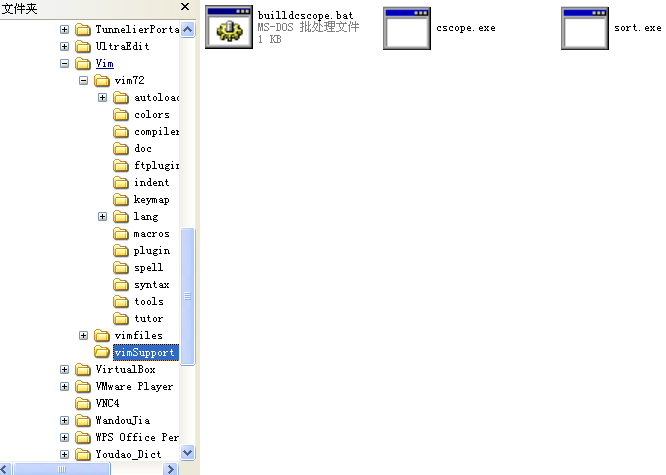 文件夹
TunnelierPorta
UltraEdit
Vim
vim72
autoload
colors
compiler
doc
ftplugin
indent
keymap
lang
macros
plugin
spell
syntax
tools
tutor
vimfiles
vimSupport
VirtualBox
VMware Player
VNC4
WandouJia
WPS Office Per
Youdao_Dict
builldcscope.bat
MS-DOS 批处理文件
1 KB
cscope.exe
sort.exe